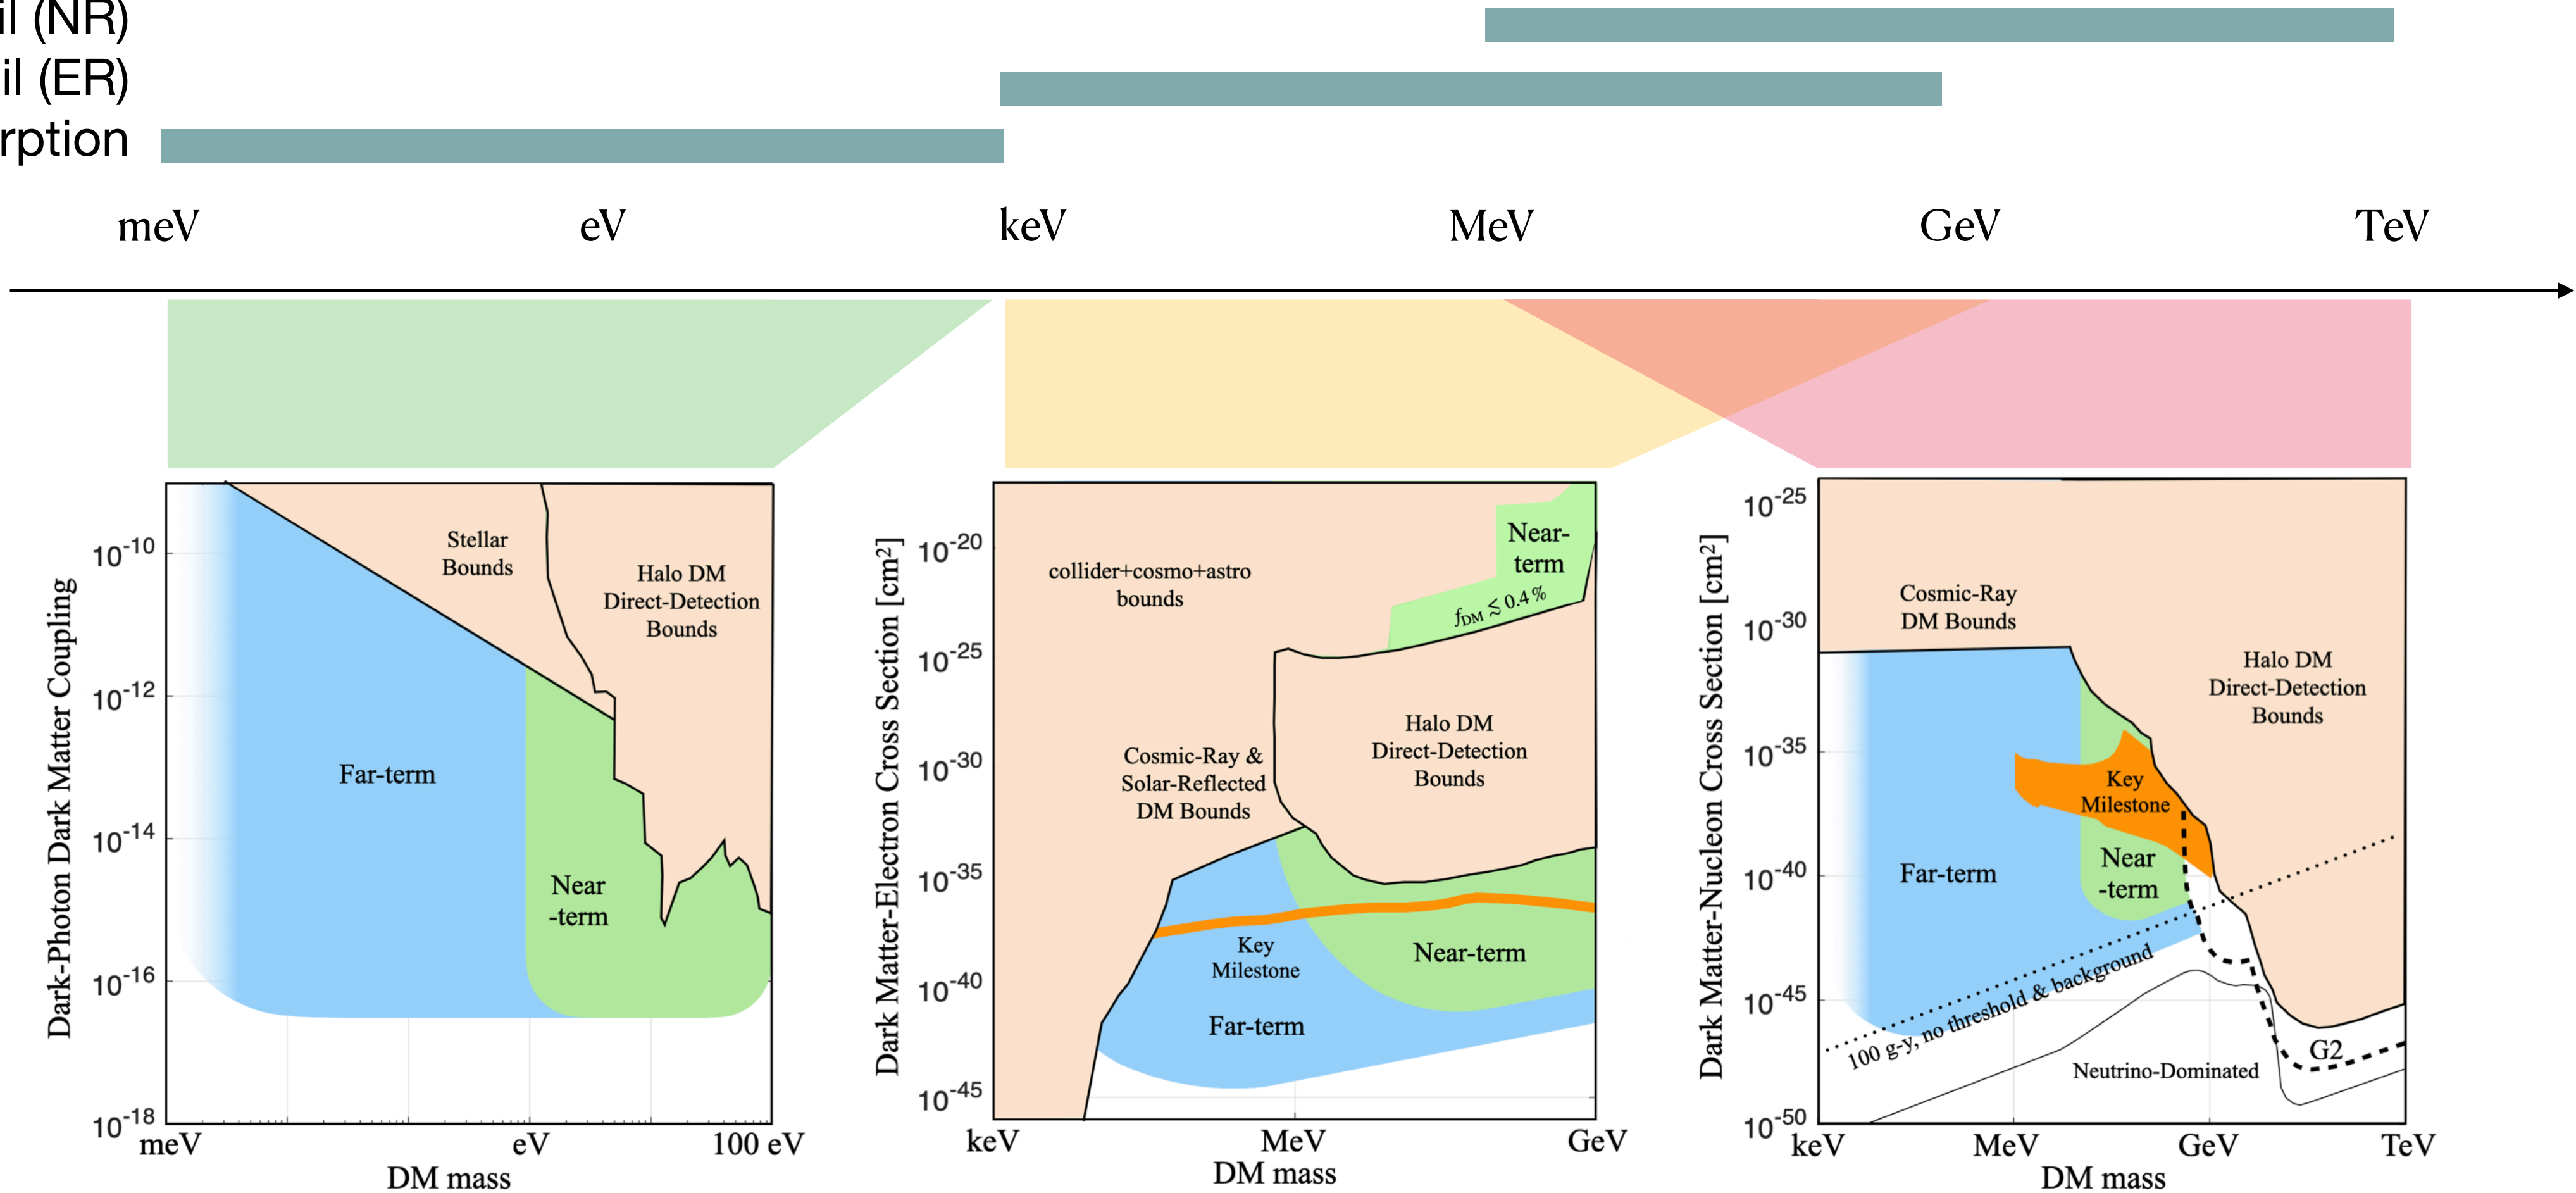 il (NR)
il (ER)
rption
meV eV keV MeV GeV TeV
Dark-Photon Dark Matter Coupling
10-10
10-12
10-14
10-16
10-18
Stellar
Bounds
Halo DM
Direct-Detection
Bounds
Far-term
Near
-term
meV eV 100 eV
DM mass
Dark Matter-Electron Cross Section [cm2]
10-20
10-25
10-30
10-35
10-40
10-45
collider+cosmo+astro
bounds
Near-
term
fDM ≲ 0.4 %
Halo DM
Direct-Detection
Bounds
Cosmic-Ray &
Solar-Reflected
DM Bounds
Key
Milestone
Near-term
Far-term
keV MeV GeV
DM mass
Dark Matter-Nucleon Cross Section [cm2]
10-25
10-30
10-35
10-40
10-45
10-50
Cosmic-Ray
DM Bounds
Halo DM
Direct-Detection
Bounds
Key
Milestone
Far-term
Near
-term
100 g-y, no threshold & background
G2
Neutrino-Dominated
keV MeV GeV TeV
DM mass